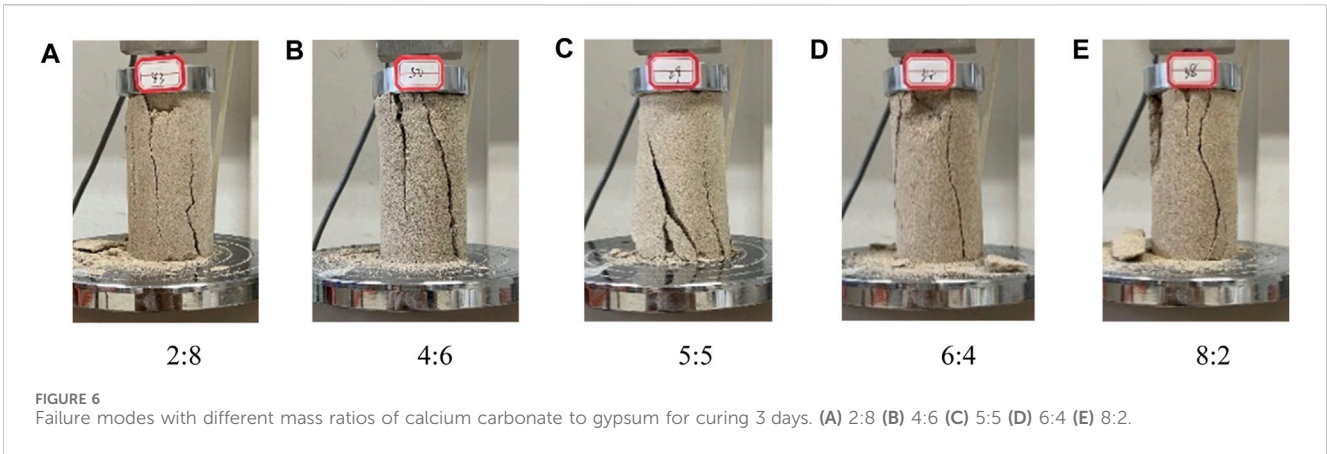 A
B
C
D
E
2:8
4:6
5:5
6:4
8:2
FIGURE 6
Failure modes with different mass ratios of calcium carbonate to gypsum for curing 3 days. (A) 2:8 (B) 4:6 (C) 5:5 (D) 6:4 (E) 8:2.